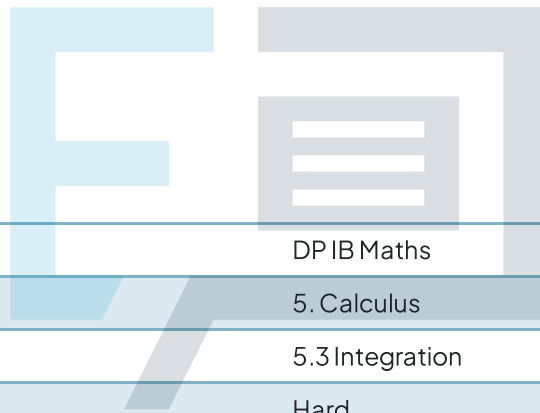 DP IB Maths
5. Calculus
5.3 Integration
Hard